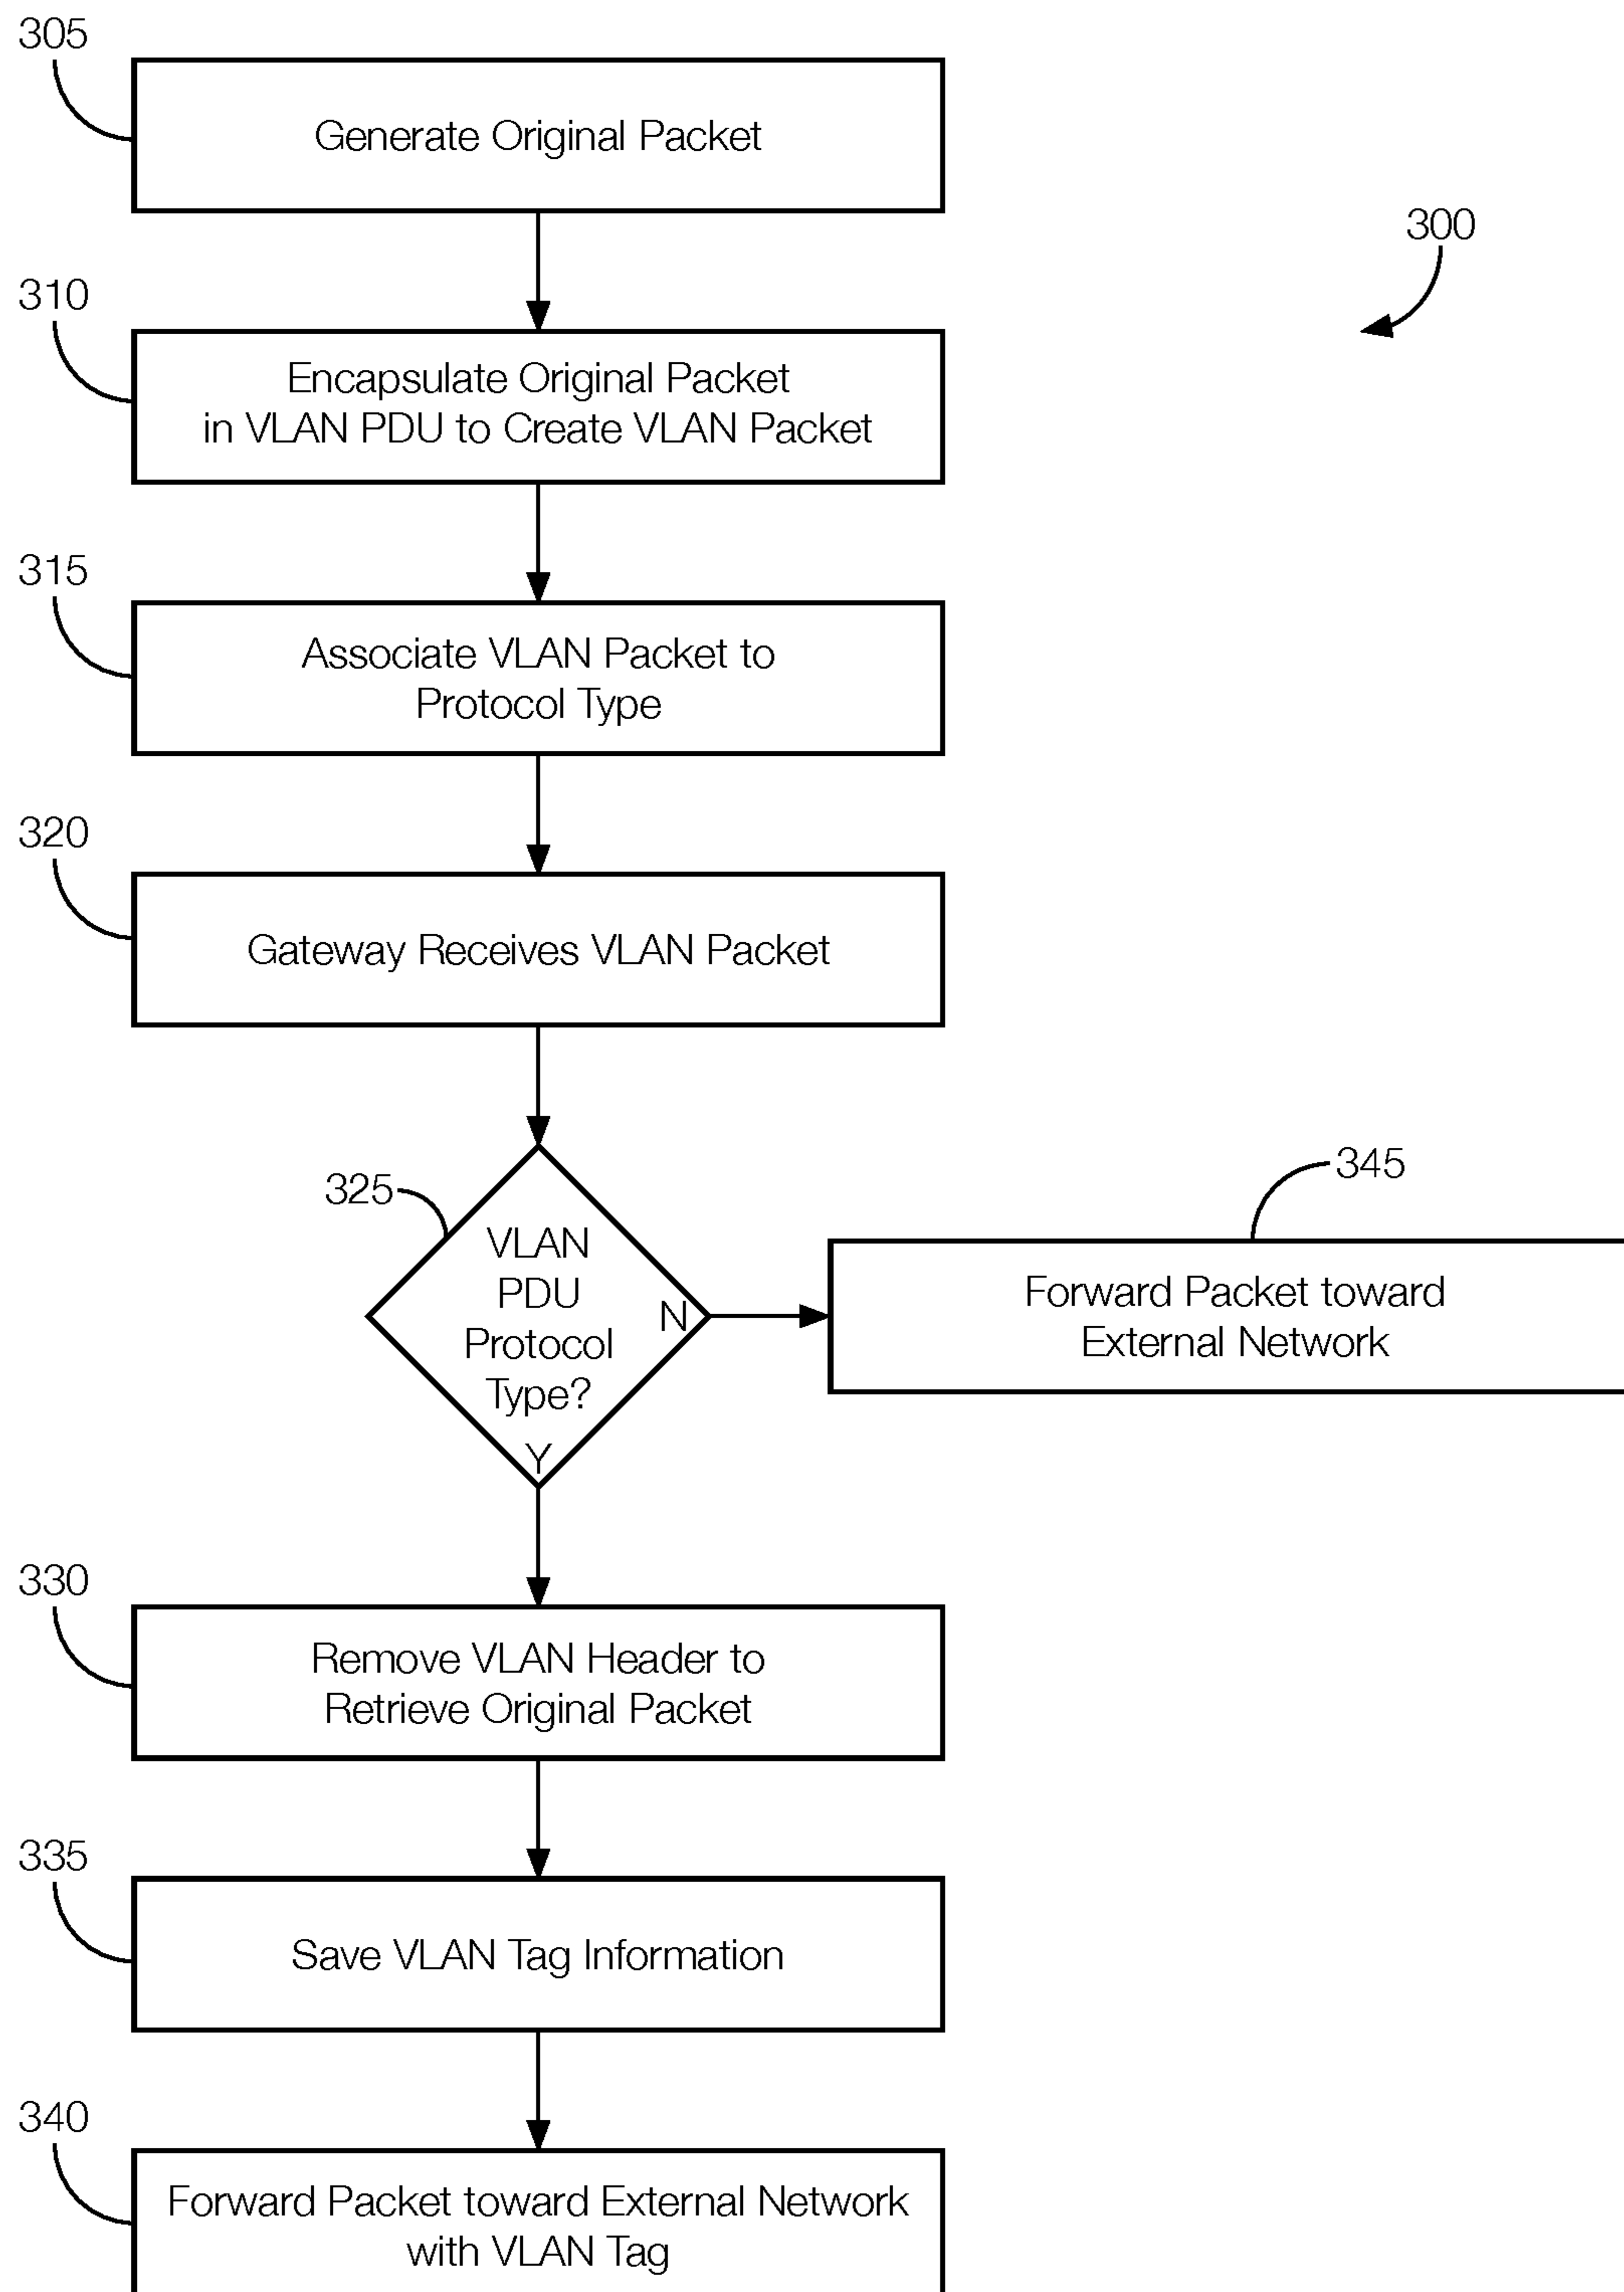 305
Generate Original Packet
300
310
Encapsulate Original Packet
in VLAN PDU to Create VLAN Packet
315
Associate VLAN Packet to
Protocol Type
320
Gateway Receives VLAN Packet
325
VLAN
PDU
Protocol
Type?
N
Y
345
Forward Packet toward
External Network
330
Remove VLAN Header to
Retrieve Original Packet
335
Save VLAN Tag Information
340
Forward Packet toward External Network
with VLAN Tag